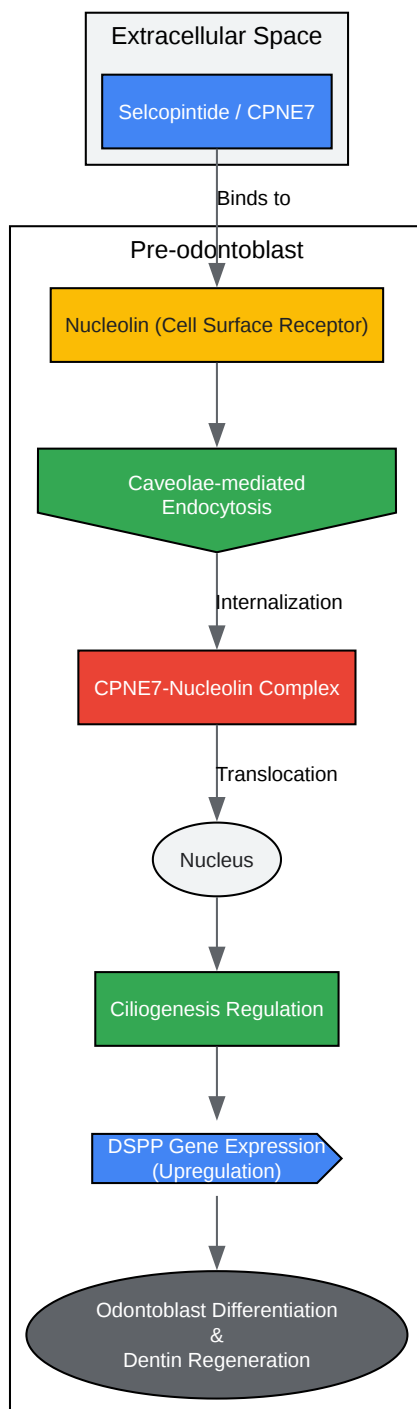 Extracellular Space
Selcopintide / CPNE7
Binds to
Pre-odontoblast
Nucleolin (Cell Surface Receptor)
Caveolae-mediated
Endocytosis
Internalization
CPNE7-Nucleolin Complex
Translocation
Nucleus
Ciliogenesis Regulation
DSPP Gene Expression
(Upregulation)
Odontoblast Differentiation
&
Dentin Regeneration